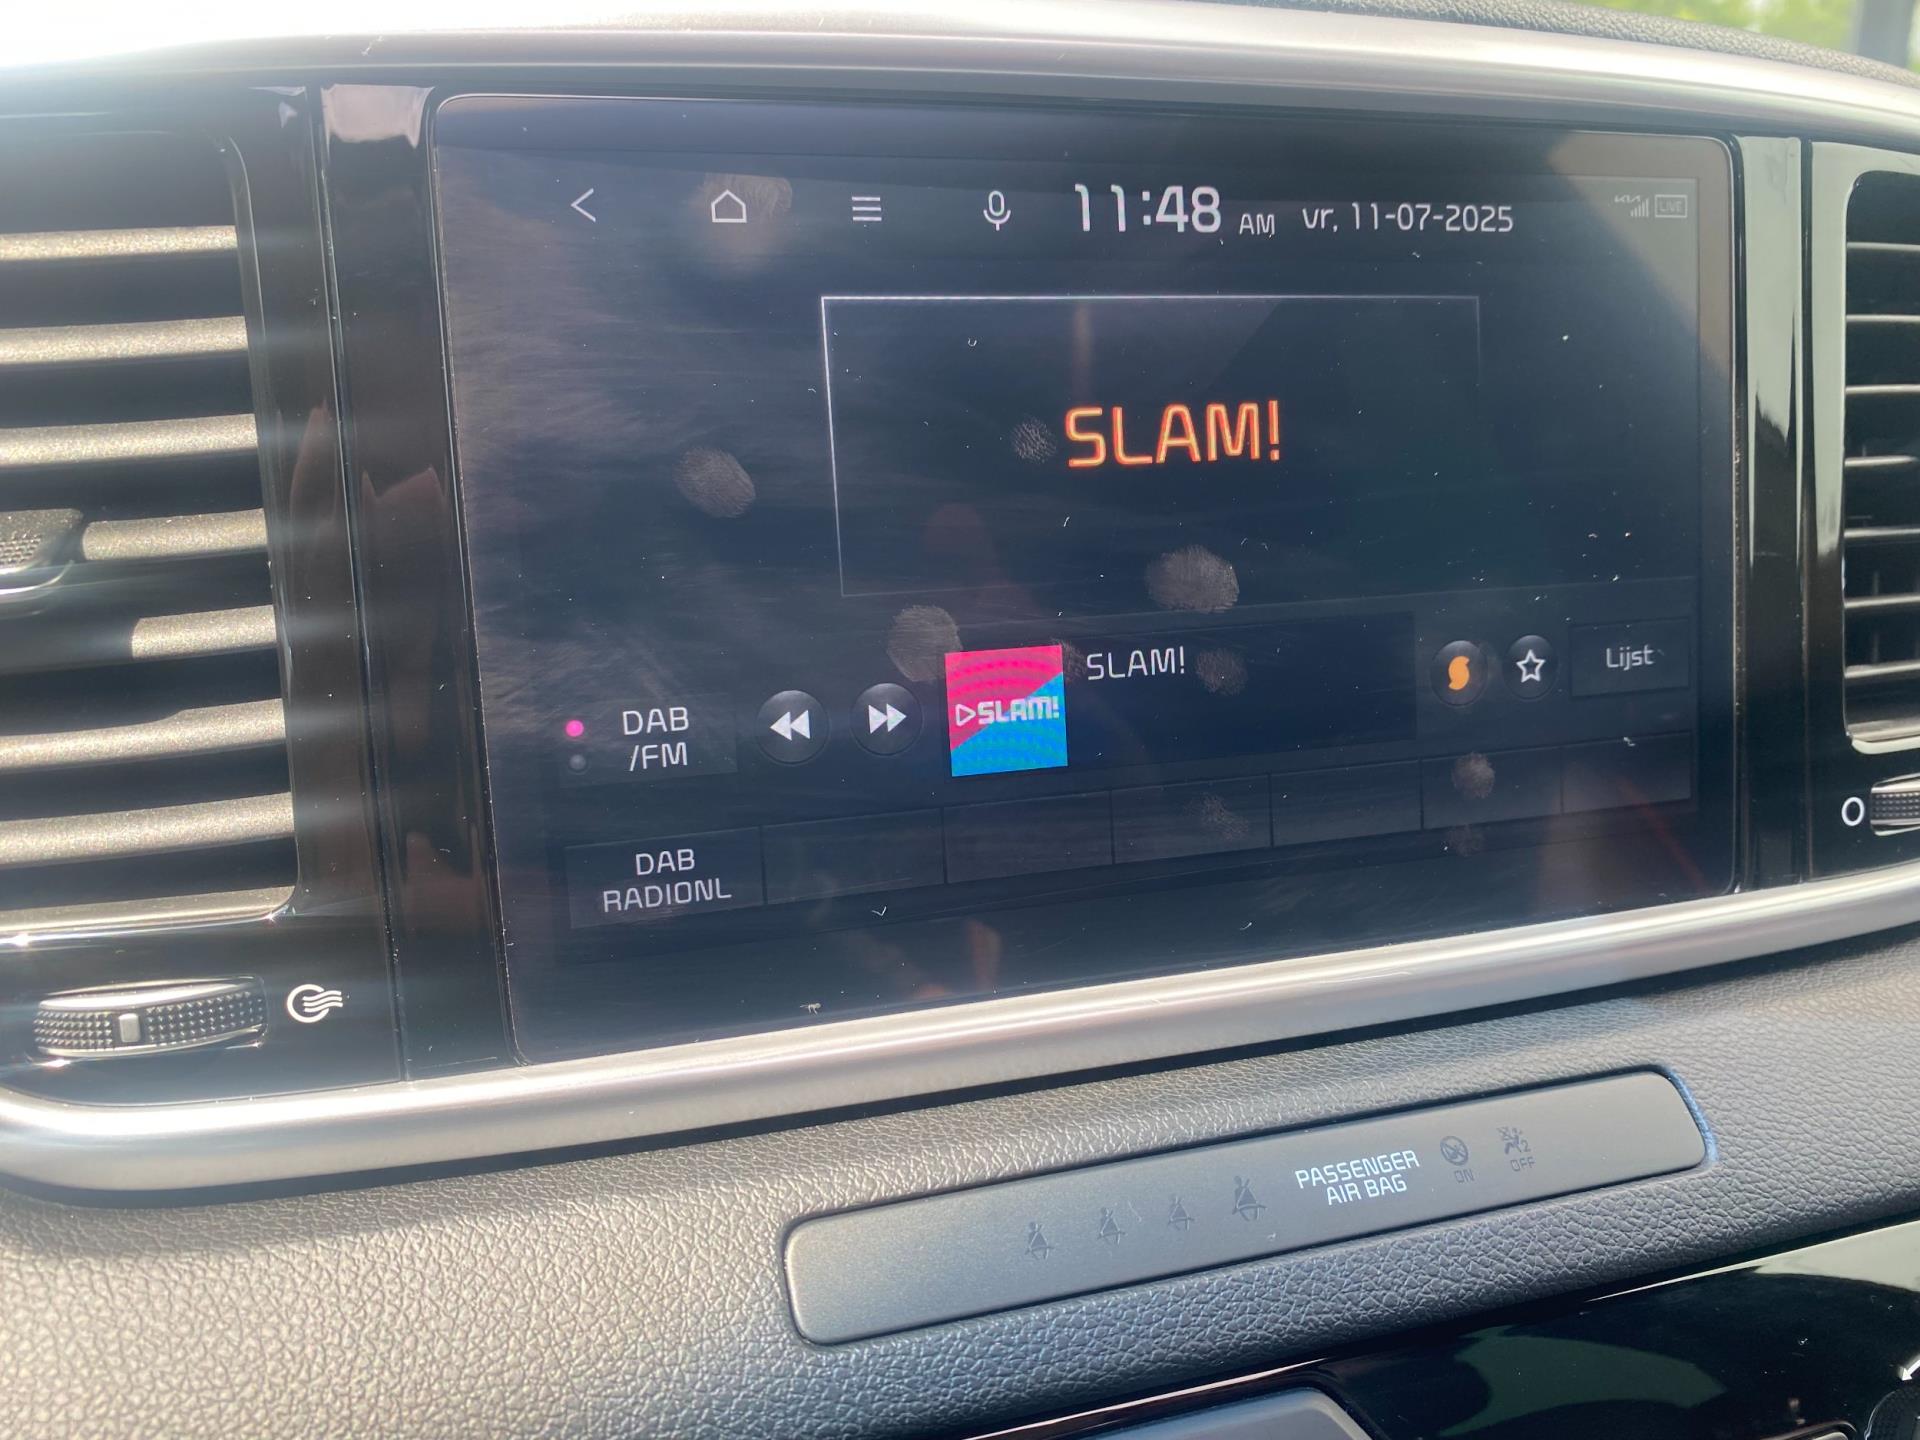 11:48 AM vr, 11-07-2025
LIVE
SLAM!
SLAM!
SLAM!
Lijst
DAB
/FM
DAB
RADIONL
PASSENGER
AIR BAG
ON
2
OFF